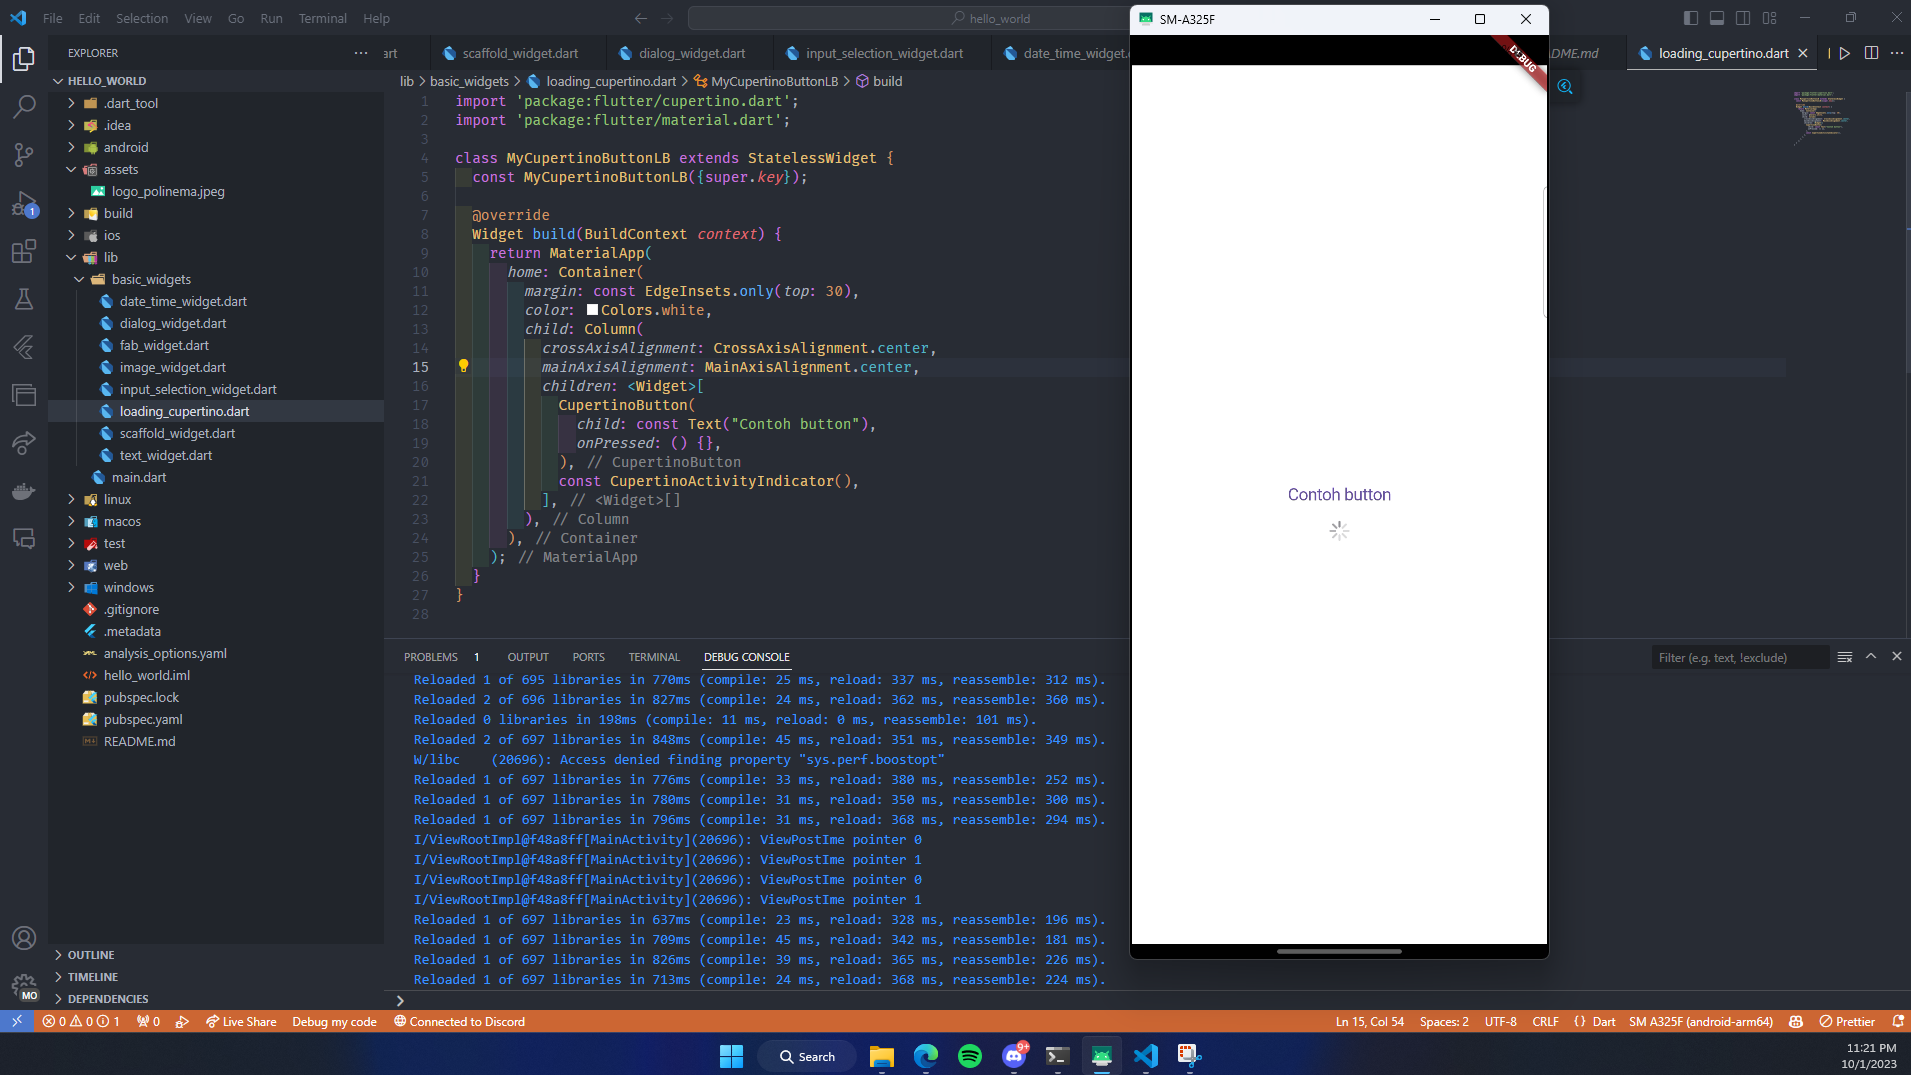 File Edit Selection View Go Run Terminal Help
hello_world
SM-A325F
EXPLORER
HELLO_WORLD
.dart_tool
.idea
android
assets
logo_polinema.jpeg
build
ios
lib
basic_widgets
date_time_widget.dart
dialog_widget.dart
fab_widget.dart
image_widget.dart
input_selection_widget.dart
loading_cupertino.dart
scaffold_widget.dart
text_widget.dart
main.dart
linux
macos
test
web
windows
.gitignore
.metadata
analysis_options.yaml
hello_world.iml
pubspec.lock
pubspec.yaml
README.md
OUTLINE
TIMELINE
DEPENDENCIES
art scaffold_widget.dart dialog_widget.dart input_selection_widget.dart date_time_widget. DME.md loading_cupertino.dart
lib > basic_widgets > loading_cupertino.dart > MyCupertinoButtonLB > build
1 import 'package:flutter/cupertino.dart';
2 import 'package:flutter/material.dart';
3
4 class MyCupertinoButtonLB extends StatelessWidget {
5 const MyCupertinoButtonLB({super.key});
6
7 @override
8 Widget build(BuildContext context) {
9 return MaterialApp(
10 home: Container(
11 margin: const EdgeInsets.only(top: 30),
12 color: Colors.white,
13 child: Column(
14 crossAxisAlignment: CrossAxisAlignment.center,
15 mainAxisAlignment: MainAxisAlignment.center,
16 children: <Widget>[
17 CupertinoButton(
18 child: const Text("Contoh button"),
19 onPressed: () {},
20 ), // CupertinoButton
21 const CupertinoActivityIndicator(),
22 ], // <Widget>[]
23 ), // Column
24 ), // Container
25 ); // MaterialApp
26 }
27 }
28
DEBUG
Contoh button
PROBLEMS 1 OUTPUT PORTS TERMINAL DEBUG CONSOLE
Filter (e.g. text, !exclude)
Reloaded 1 of 695 libraries in 770ms (compile: 25 ms, reload: 337 ms, reassemble: 312 ms).
Reloaded 2 of 696 libraries in 827ms (compile: 24 ms, reload: 362 ms, reassemble: 360 ms).
Reloaded 0 libraries in 198ms (compile: 11 ms, reload: 0 ms, reassemble: 101 ms).
Reloaded 2 of 697 libraries in 848ms (compile: 45 ms, reload: 351 ms, reassemble: 349 ms).
W/libc (20696): Access denied finding property "sys.perf.boostopt"
Reloaded 1 of 697 libraries in 776ms (compile: 33 ms, reload: 380 ms, reassemble: 252 ms).
Reloaded 1 of 697 libraries in 780ms (compile: 31 ms, reload: 350 ms, reassemble: 300 ms).
Reloaded 1 of 697 libraries in 796ms (compile: 31 ms, reload: 368 ms, reassemble: 294 ms).
I/ViewRootImpl@f48a8ff[MainActivity](20696): ViewPostIme pointer 0
I/ViewRootImpl@f48a8ff[MainActivity](20696): ViewPostIme pointer 1
I/ViewRootImpl@f48a8ff[MainActivity](20696): ViewPostIme pointer 0
I/ViewRootImpl@f48a8ff[MainActivity](20696): ViewPostIme pointer 1
Reloaded 1 of 697 libraries in 637ms (compile: 23 ms, reload: 328 ms, reassemble: 196 ms).
Reloaded 1 of 697 libraries in 709ms (compile: 45 ms, reload: 342 ms, reassemble: 181 ms).
Reloaded 1 of 697 libraries in 826ms (compile: 39 ms, reload: 365 ms, reassemble: 226 ms).
Reloaded 1 of 697 libraries in 713ms (compile: 24 ms, reload: 368 ms, reassemble: 224 ms).
1
MO
0 0 1 0 Live Share Debug my code Connected to Discord Ln 15, Col 54 Spaces: 2 UTF-8 CRLF {} Dart SM A325F (android-arm64) Prettier
Search
9+
11:21 PM
10/1/2023